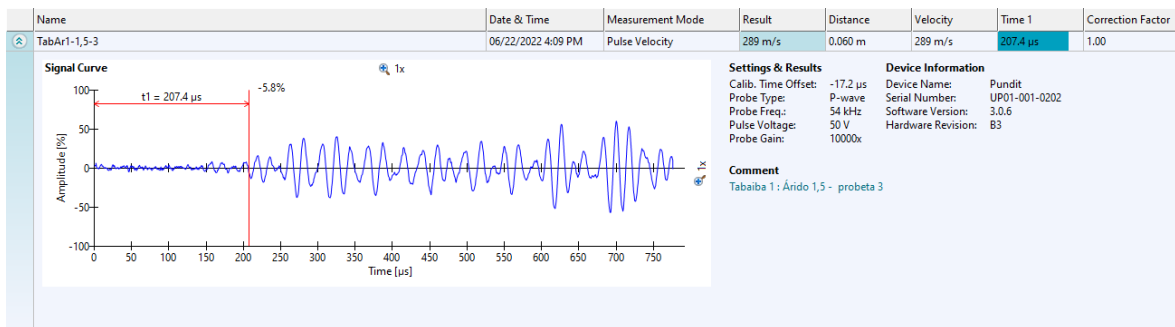 Name Date & Time Measurement Mode Result Distance Velocity Time 1 Correction Factor
TabAr1-1,5-3 06/22/2022 4:09 PM Pulse Velocity 289 m/s 0.060 m 289 m/s 207.4 µs 1.00
Signal Curve 1x
t1 = 207.4 µs -5.8%
Amplitude [%]
100
50
0
-50
-100
0 50 100 150 200 250 300 350 400 450 500 550 600 650 700 750
Time [µs]
1x
Settings & Results
Calib. Time Offset: -17.2 µs
Probe Type: P-wave
Probe Freq.: 54 kHz
Pulse Voltage: 50 V
Probe Gain: 10000x
Device Information
Device Name: Pundit
Serial Number: UP01-001-0202
Software Version: 3.0.6
Hardware Revision: B3
Comment
Tabaiba 1 : Árido 1,5 - probeta 3